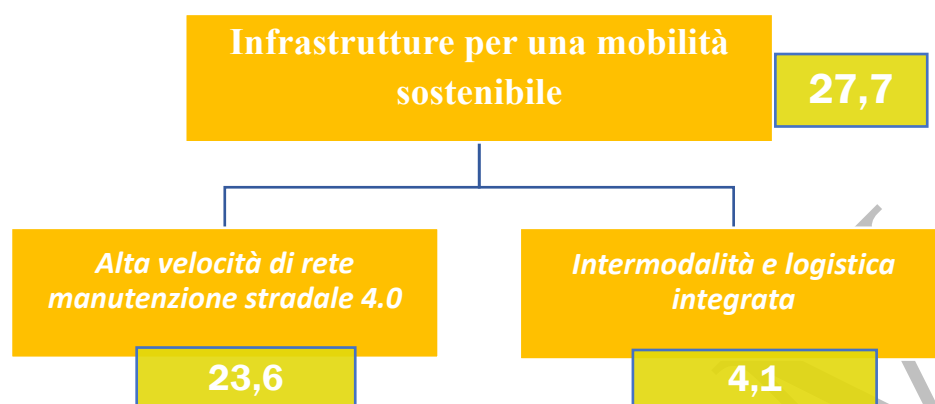 Infrastrutture per una mobilità
sostenibile
27,7
Alta velocità di rete
manutenzione stradale 4.0
23,6
Intermodalità e logistica
integrata
4,1